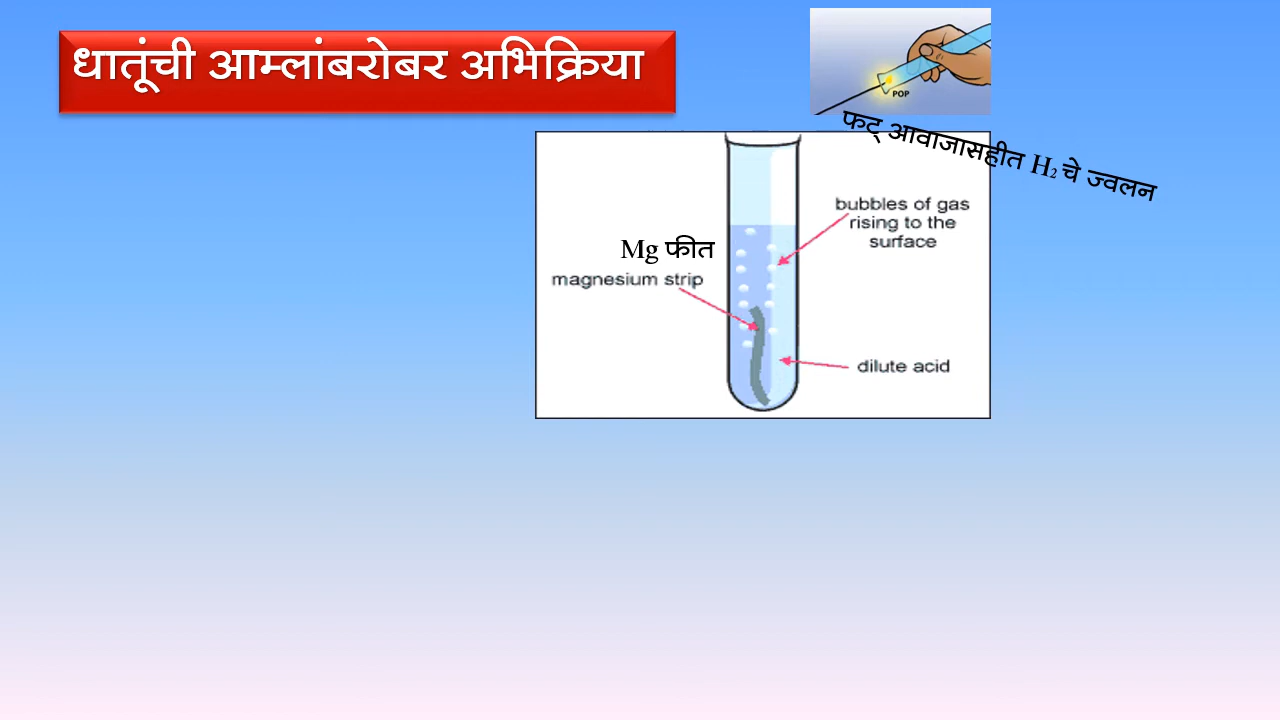 धातूंची आम्लांबरोबर अभिक्रिया
POP
फट् आवाजासहीत H₂ चे ज्वलन
bubbles of gas
rising to the
surface
Mg फीत
magnesium strip
dilute acid